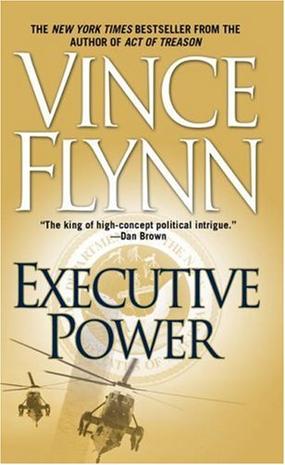 THE NEW YORK TIMES BESTSELLER FROM THE
AUTHOR OF ACT OF TREASON
VINCE
FLYNN
"The king of high-concept political intrigue."
—Dan Brown
EXECUTIVE
POWER